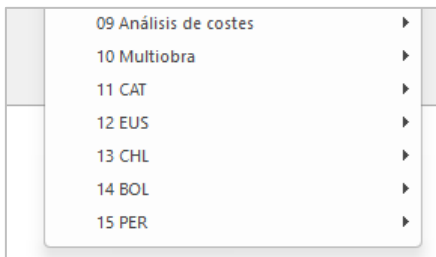 09 Análisis de costes
10 Multiobra
11 CAT
12 EUS
13 CHL
14 BOL
15 PER